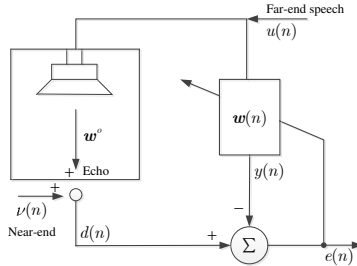 Far-end speech
u(n)
w^o
w(n)
+ Echo
+
ν(n)
y(n)
Near-end
d(n)
−
+
Σ
e(n)